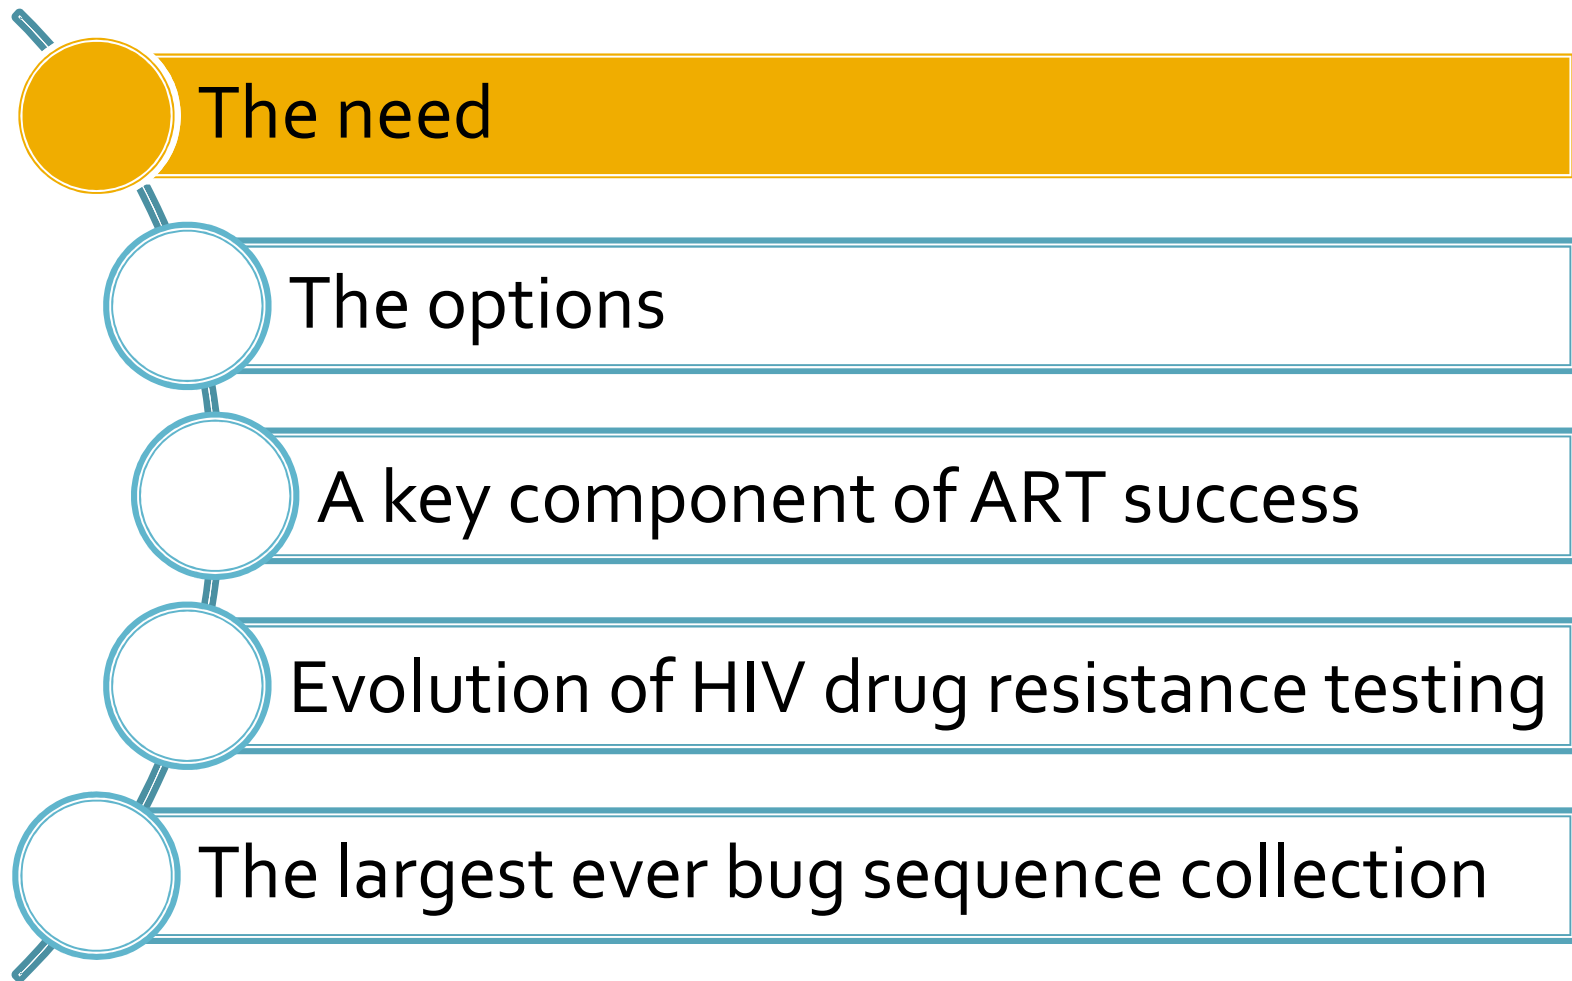 The need
The options
A key component of ART success
Evolution of HIV drug resistance testing
The largest ever bug sequence collection